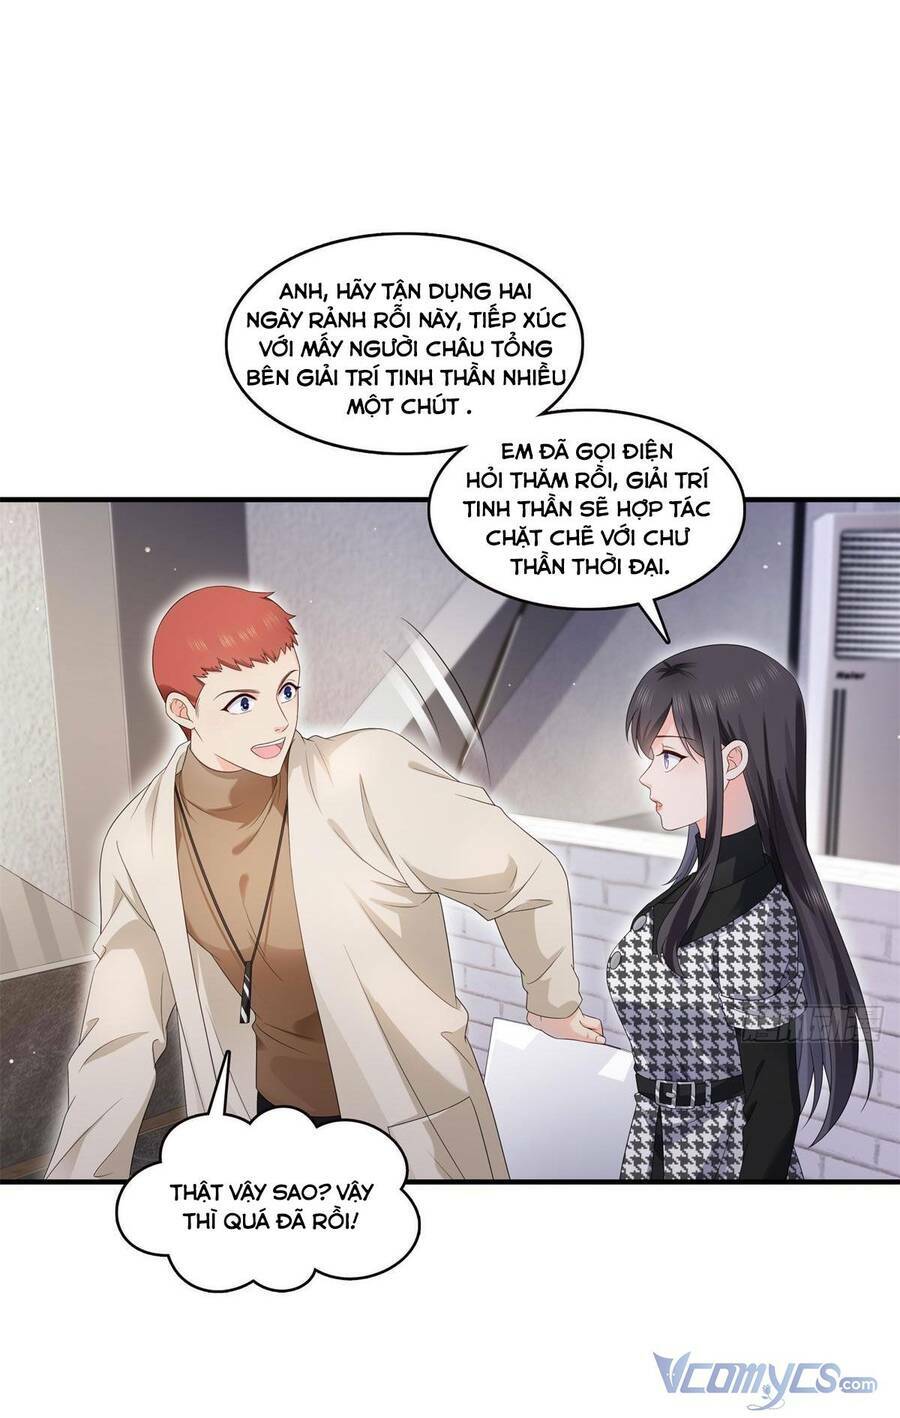 ANH, HÃY TẬN DỤNG HAI
NGÀY RẢNH RỖI NÀY, TIẾP XÚC
VỚI MẤY NGƯỜI CHÂU TỔNG
BÊN GIẢI TRÍ TINH THẦN NHIỀU
MỘT CHÚT .
EM ĐÃ GỌI ĐIỆN
HỎI THĂM RỒI, GIẢI TRÍ
TINH THẦN SẼ HỢP TÁC
CHẶT CHẼ VỚI CHƯ
THẦN THỜI ĐẠI.
Haier
THẬT VẬY SAO? VẬY
THÌ QUÁ ĐÃ RỒI!
VCOMYCS.com